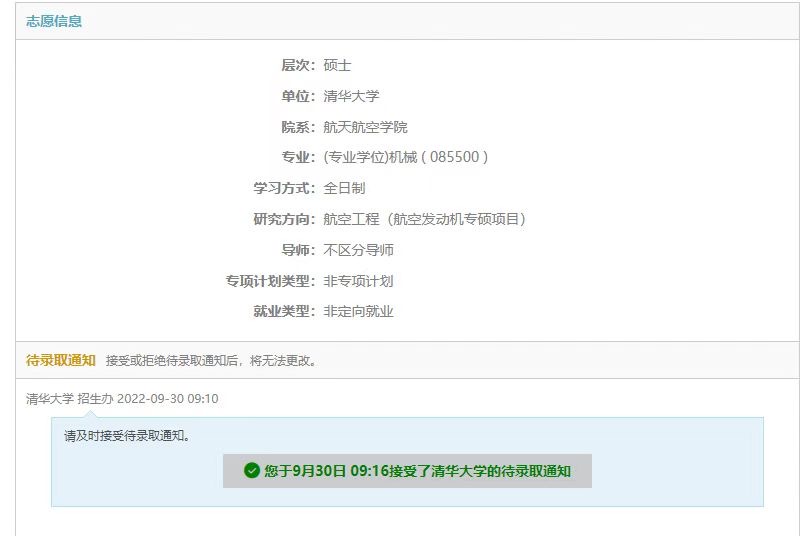 志愿信息
层次：硕士
单位：清华大学
院系：航天航空学院
专业：(专业学位)机械 ( 085500 )
学习方式：全日制
研究方向：航空工程（航空发动机专硕项目）
导师：不区分导师
专项计划类型：非专项计划
就业类型：非定向就业
待录取通知 接受或拒绝待录取通知后，将无法更改。
清华大学 招生办 2022-09-30 09:10
请及时接受待录取通知。
您于9月30日 09:16接受了清华大学的待录取通知